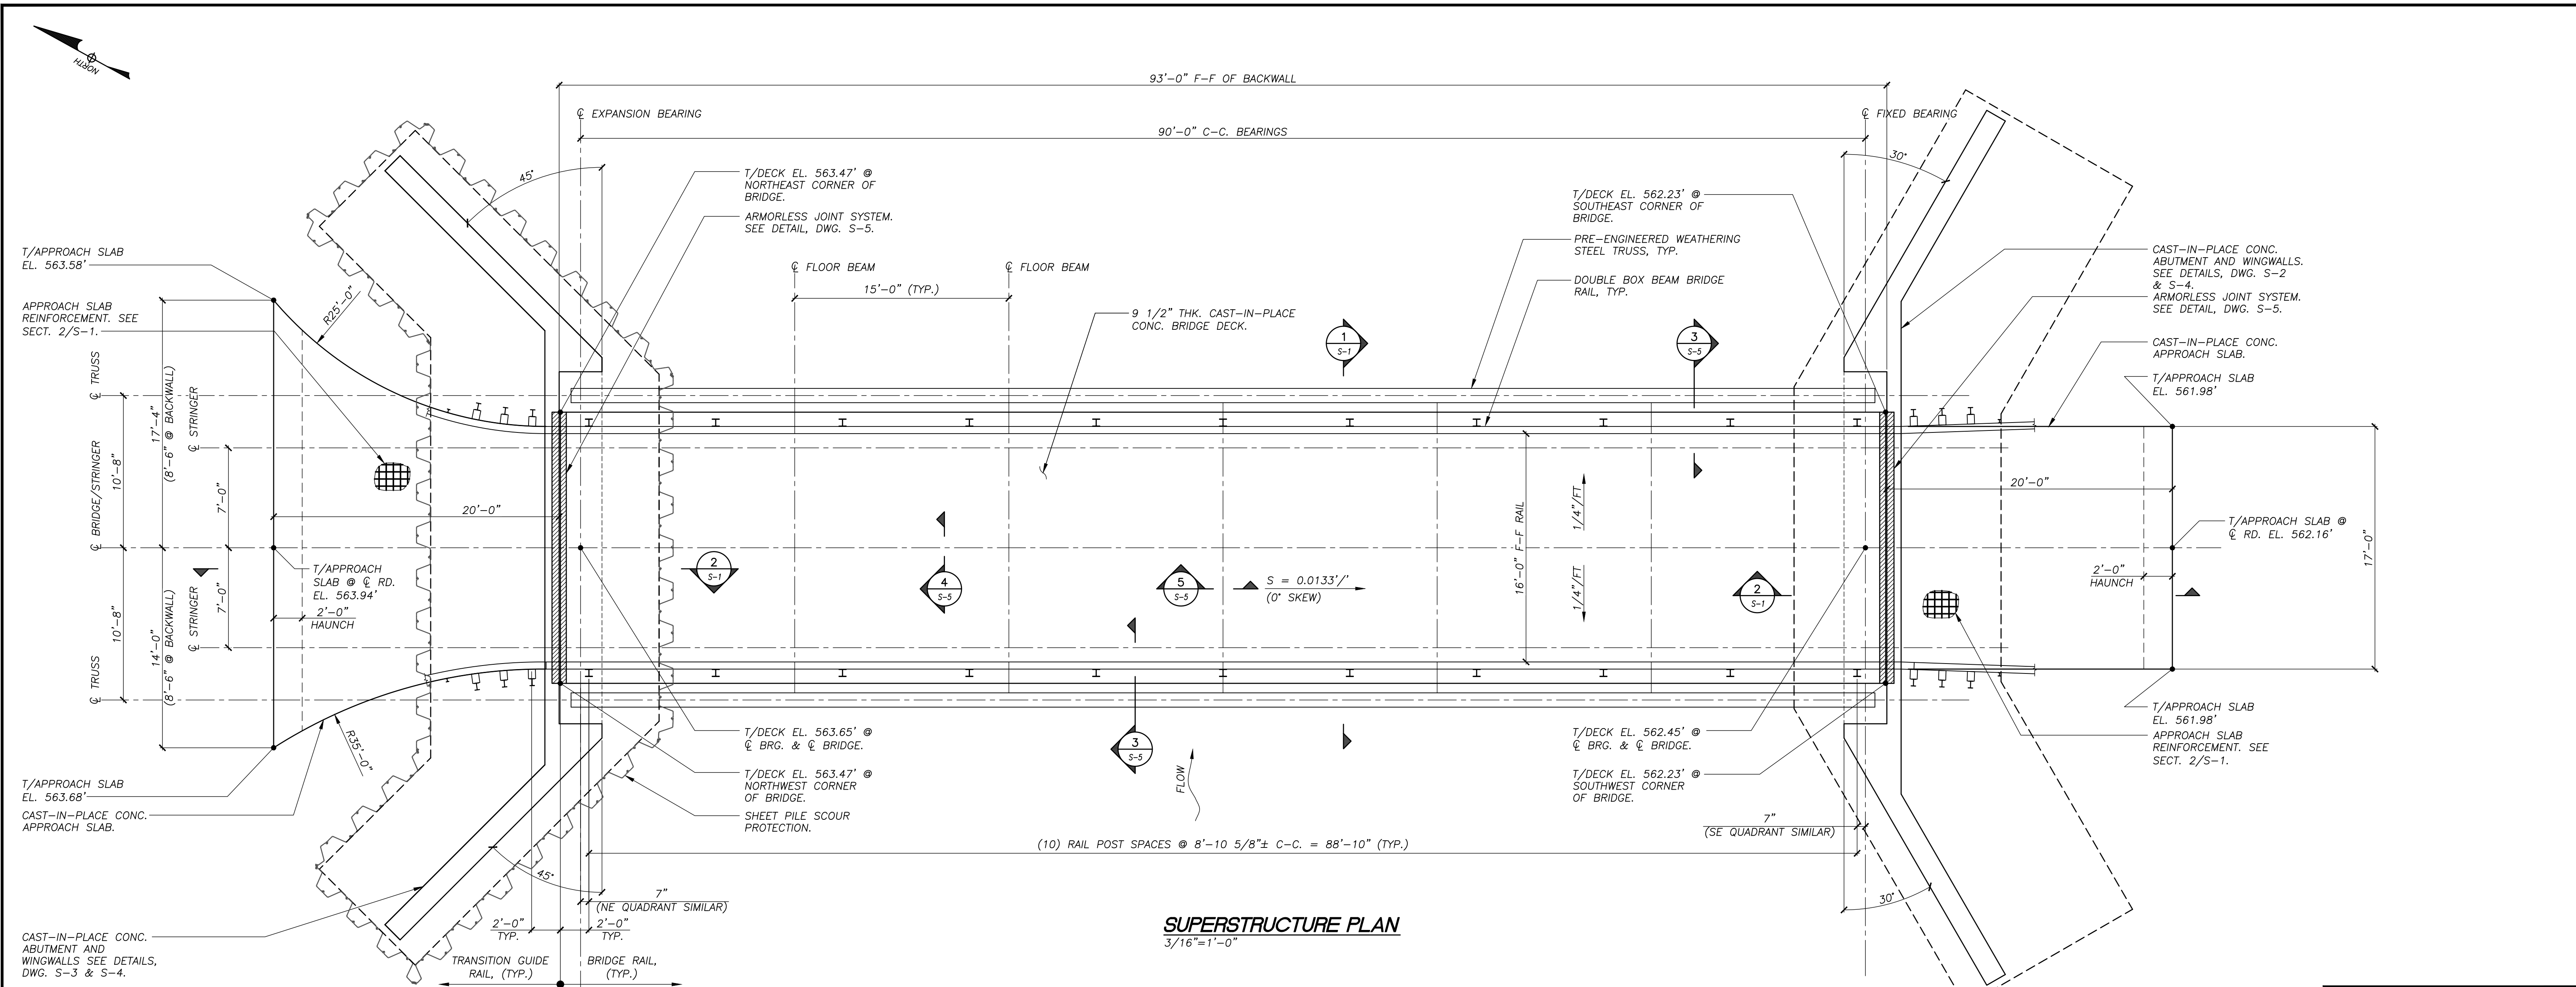 NORTH
93'-0" F-F OF BACKWALL
℄ EXPANSION BEARING
℄ FIXED BEARING
90'-0" C-C. BEARINGS
45°
30°
T/DECK EL. 563.47' @
NORTHEAST CORNER OF
BRIDGE.
ARMORLESS JOINT SYSTEM.
SEE DETAIL, DWG. S-5.
T/DECK EL. 562.23' @
SOUTHEAST CORNER OF
BRIDGE.
PRE-ENGINEERED WEATHERING
STEEL TRUSS, TYP.
DOUBLE BOX BEAM BRIDGE
RAIL, TYP.
℄ FLOOR BEAM
℄ FLOOR BEAM
15'-0" (TYP.)
9 1/2" THK. CAST-IN-PLACE
CONC. BRIDGE DECK.
1
S-1
3
S-5
T/APPROACH SLAB
EL. 563.58'
APPROACH SLAB
REINFORCEMENT. SEE
SECT. 2/S-1.
R25'-0"
CAST-IN-PLACE CONC.
ABUTMENT AND WINGWALLS.
SEE DETAILS, DWG. S-2
& S-4.
ARMORLESS JOINT SYSTEM.
SEE DETAIL, DWG. S-5.
CAST-IN-PLACE CONC.
APPROACH SLAB.
T/APPROACH SLAB
EL. 561.98'
℄ TRUSS
10'-8"
℄ BRIDGE/STRINGER
10'-8"
℄ TRUSS
17'-4"
(8'-6" @ BACKWALL)
14'-0"
(8'-6" @ BACKWALL)
℄ STRINGER
7'-0"
7'-0"
℄ STRINGER
20'-0"
T/APPROACH
SLAB @ ℄ RD.
EL. 563.94'
2'-0"
HAUNCH
2
S-1
4
S-5
5
S-5
S = 0.0133'/'
(0° SKEW)
16'-0" F-F RAIL
1/4"/FT
1/4"/FT
2
S-1
20'-0"
T/APPROACH SLAB @
℄ RD. EL. 562.16'
2'-0"
HAUNCH
17'-0"
R35'-0"
T/APPROACH SLAB
EL. 563.68'
CAST-IN-PLACE CONC.
APPROACH SLAB.
T/DECK EL. 563.65' @
℄ BRG. & ℄ BRIDGE.
T/DECK EL. 563.47' @
NORTHWEST CORNER
OF BRIDGE.
SHEET PILE SCOUR
PROTECTION.
3
S-5
FLOW
T/DECK EL. 562.45' @
℄ BRG. & ℄ BRIDGE.
T/DECK EL. 562.23' @
SOUTHWEST CORNER
OF BRIDGE.
T/APPROACH SLAB
EL. 561.98'
APPROACH SLAB
REINFORCEMENT. SEE
SECT. 2/S-1.
7"
(SE QUADRANT SIMILAR)
(10) RAIL POST SPACES @ 8'-10 5/8"± C-C. = 88'-10" (TYP.)
45°
30°
7"
(NE QUADRANT SIMILAR)
2'-0"
TYP.
2'-0"
TYP.
CAST-IN-PLACE CONC.
ABUTMENT AND
WINGWALLS SEE DETAILS,
DWG. S-3 & S-4.
TRANSITION GUIDE
RAIL, (TYP.)
BRIDGE RAIL,
(TYP.)
SUPERSTRUCTURE PLAN
3/16"=1'-0"